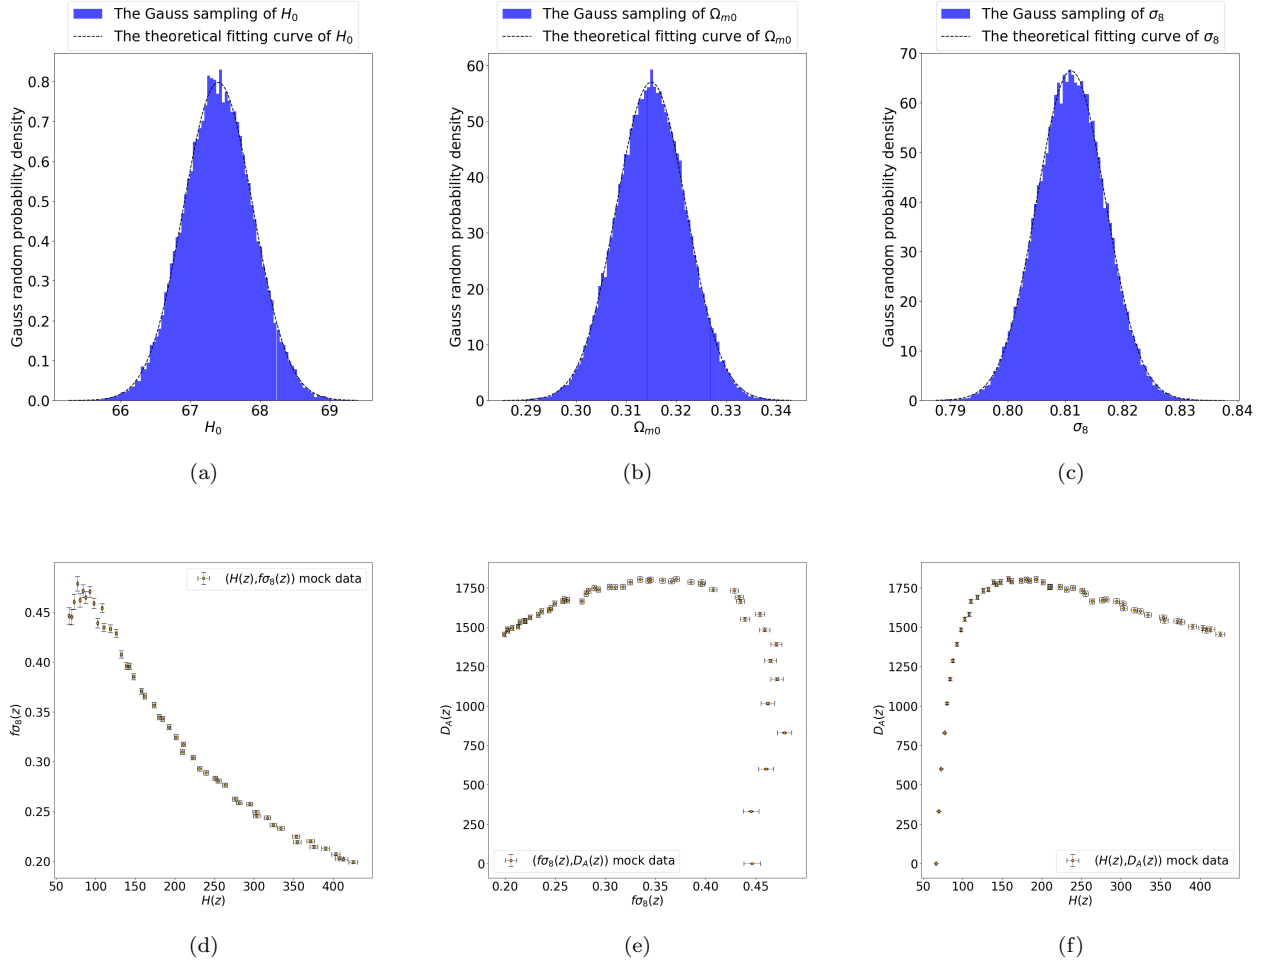 The Gauss sampling of H₀
The theoretical fitting curve of H₀
Gauss random probability density
0.8
0.7
0.6
0.5
0.4
0.3
0.2
0.1
0.0
66 67 68 69
H₀
(a)
The Gauss sampling of Ωₘ₀
The theoretical fitting curve of Ωₘ₀
Gauss random probability density
60
50
40
30
20
10
0
0.29 0.30 0.31 0.32 0.33 0.34
Ωₘ₀
(b)
The Gauss sampling of σ₈
The theoretical fitting curve of σ₈
Gauss random probability density
70
60
50
40
30
20
10
0
0.79 0.80 0.81 0.82 0.83 0.84
σ₈
(c)
(H(z),fσ₈(z)) mock data
fσ₈(z)
0.45
0.40
0.35
0.30
0.25
0.20
50 100 150 200 250 300 350 400
H(z)
(d)
D_A(z)
1750
1500
1250
1000
750
500
250
0
(fσ₈(z),D_A(z)) mock data
0.20 0.25 0.30 0.35 0.40 0.45
fσ₈(z)
(e)
D_A(z)
1750
1500
1250
1000
750
500
250
0
(H(z),D_A(z)) mock data
50 100 150 200 250 300 350 400
H(z)
(f)